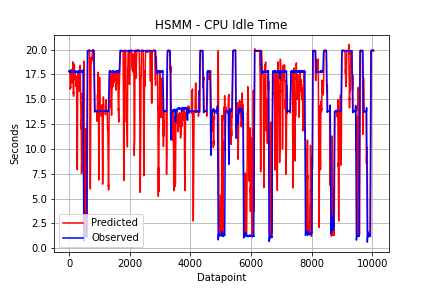 HSMM - CPU Idle Time
20.0
17.5
15.0
12.5
10.0
7.5
5.0
2.5
0.0
Seconds
Predicted
Observed
0 2000 4000 6000 8000 10000
Datapoint